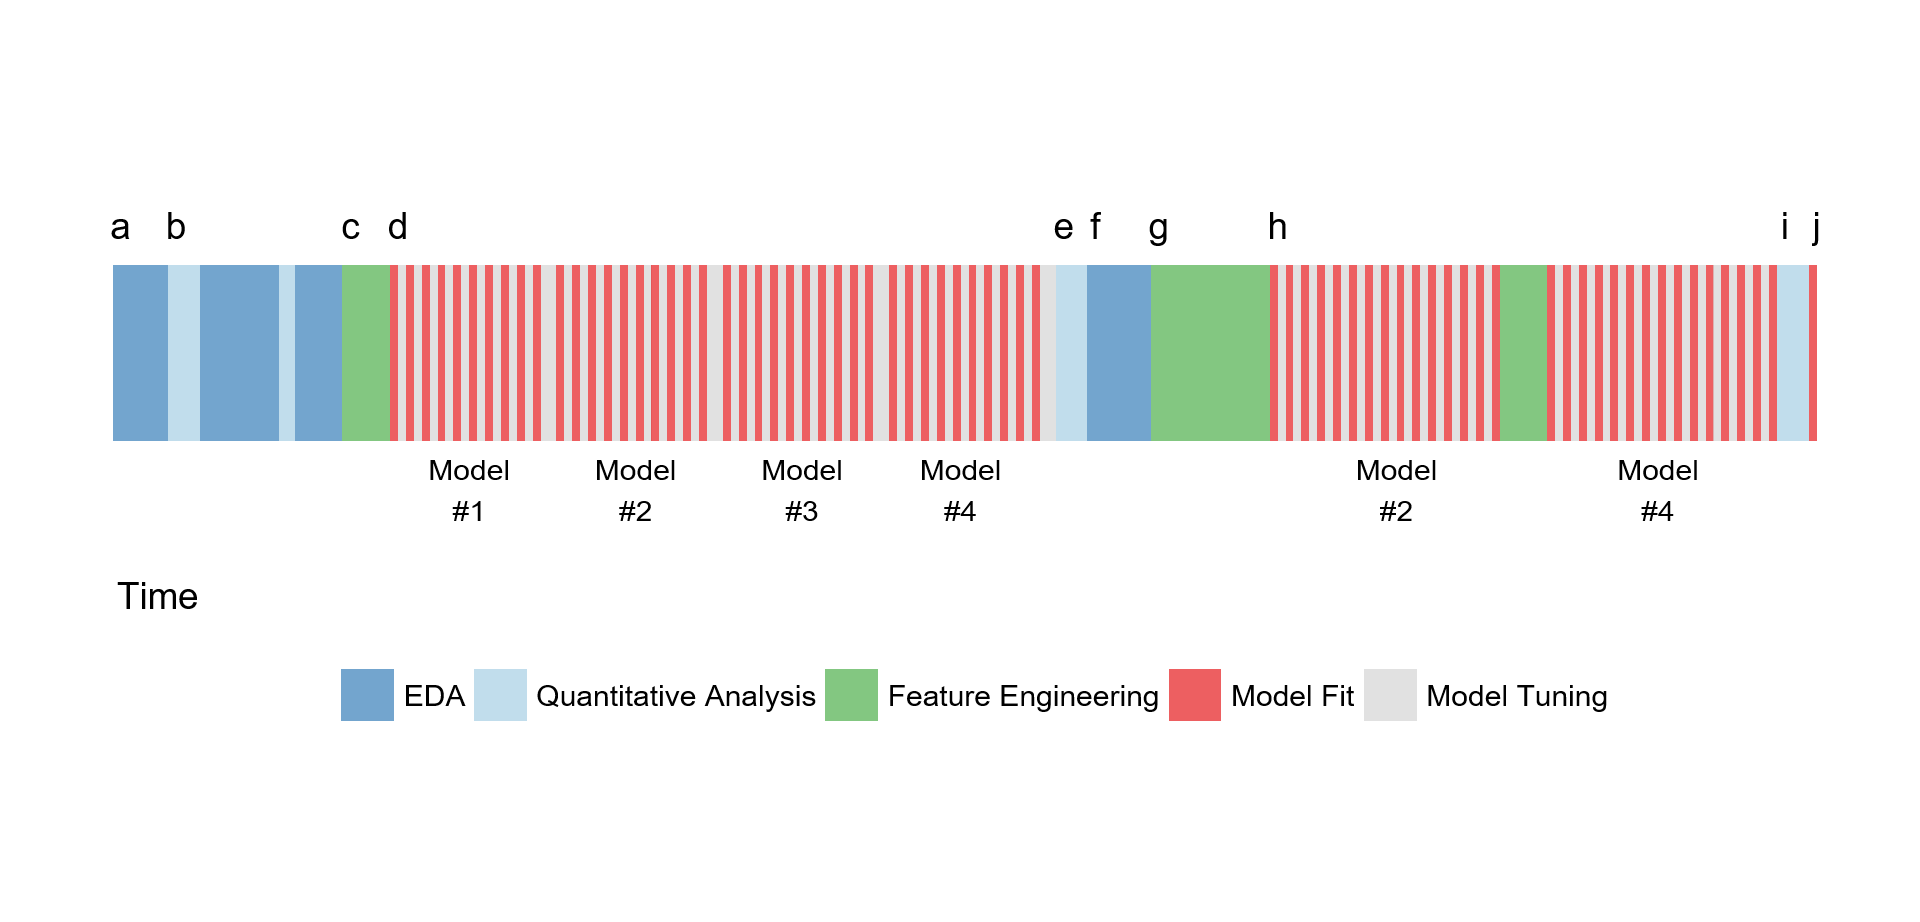 a b c d e f g h i j
Model Model Model Model Model Model
#1 #2 #3 #4 #2 #4
Time
EDA Quantitative Analysis Feature Engineering Model Fit Model Tuning